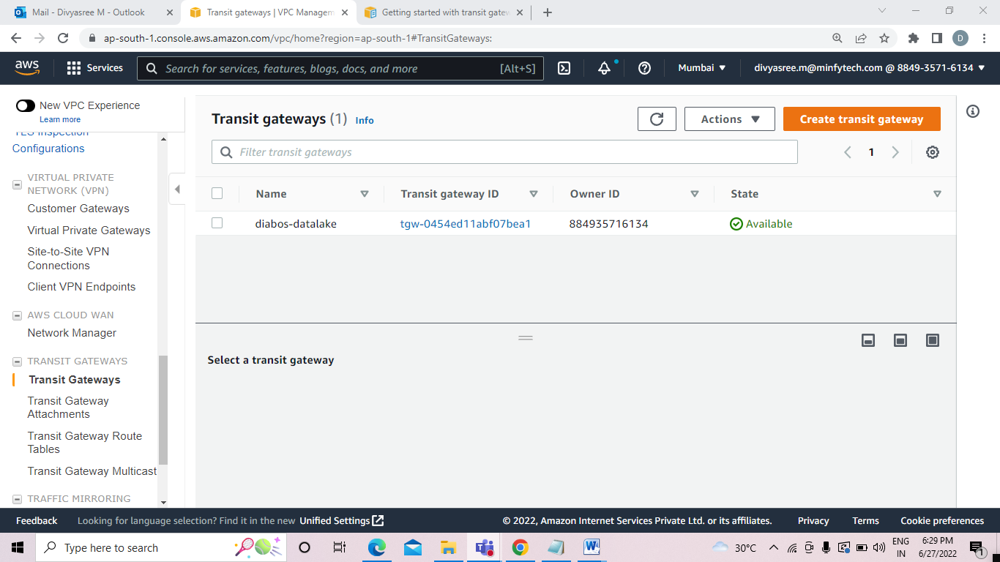 Mail - Divyasree M - Outlook
Transit gateways | VPC Managem
Getting started with transit gatew
ap-south-1.console.aws.amazon.com/vpc/home?region=ap-south-1#TransitGateways:
D
aws
Services
Search for services, features, blogs, docs, and more
[Alt+S]
Mumbai
divyasree.m@minfytech.com @ 8849-3571-6134
New VPC Experience
Learn more
TLS Inspection
Configurations
VIRTUAL PRIVATE
NETWORK (VPN)
Customer Gateways
Virtual Private Gateways
Site-to-Site VPN
Connections
Client VPN Endpoints
AWS CLOUD WAN
Network Manager
TRANSIT GATEWAYS
Transit Gateways
Transit Gateway
Attachments
Transit Gateway Route
Tables
Transit Gateway Multicast
TRAFFIC MIRRORING
Transit gateways (1) Info
Actions
Create transit gateway
Filter transit gateways
1
Name
Transit gateway ID
Owner ID
State
diabos-datalake
tgw-0454ed11abf07bea1
884935716134
Available
Select a transit gateway
Feedback
Looking for language selection? Find it in the new Unified Settings
© 2022, Amazon Internet Services Private Ltd. or its affiliates.
Privacy
Terms
Cookie preferences
Type here to search
30°C
ENG
IN
6:29 PM
6/27/2022
1